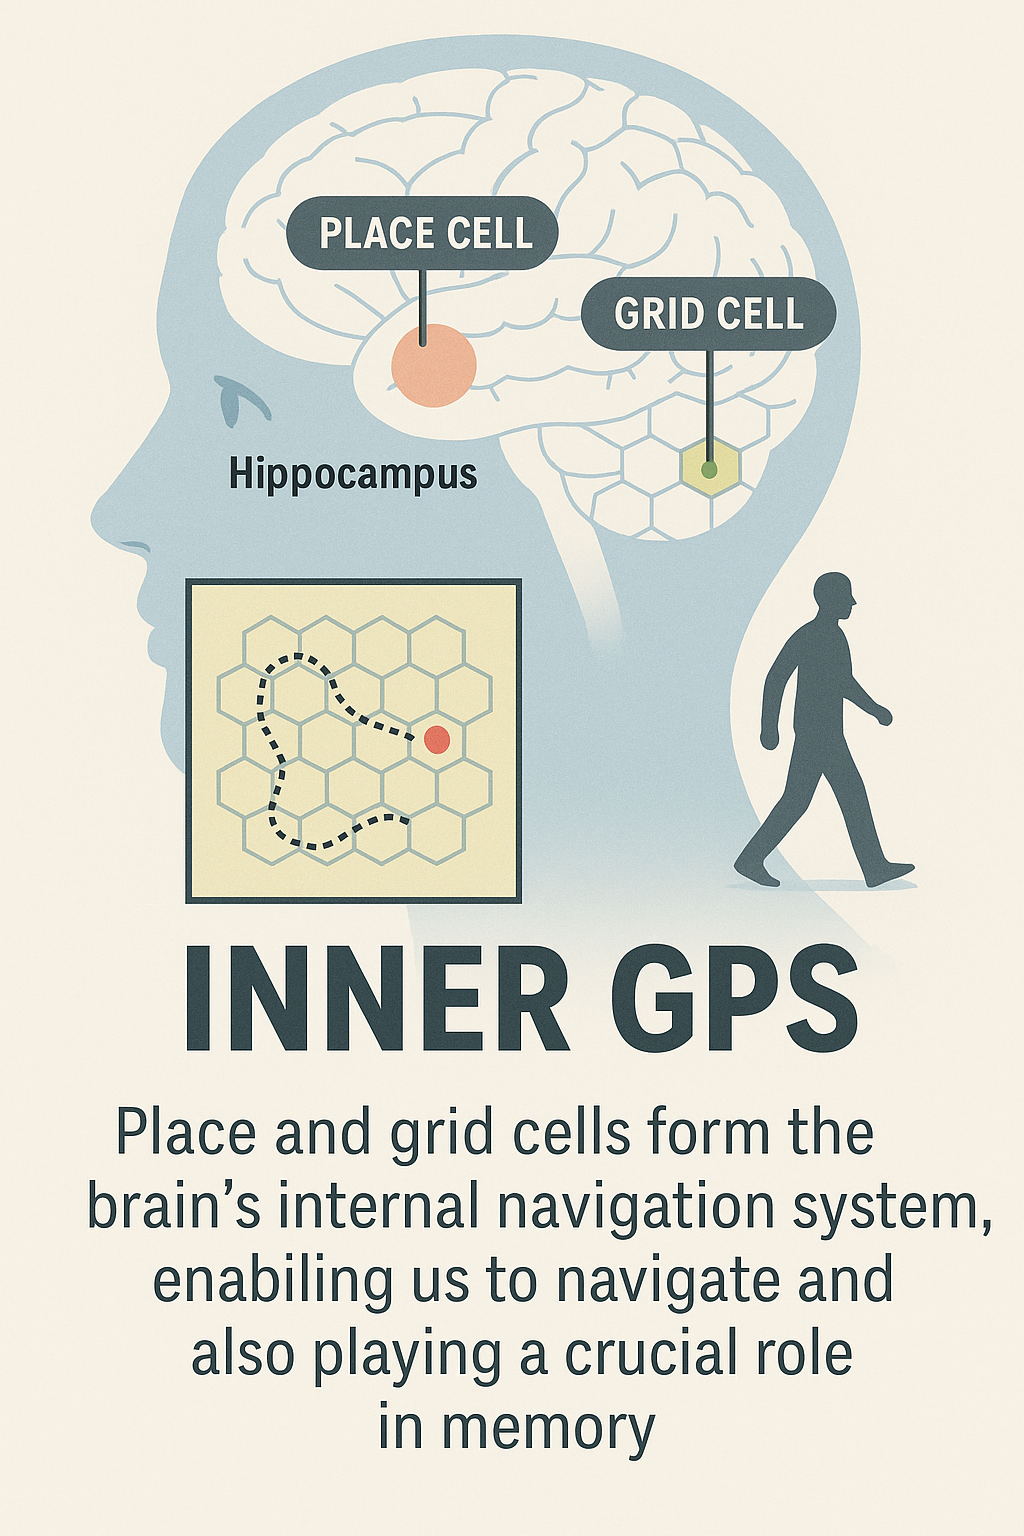 PLACE CELL
GRID CELL
Hippocampus
INNER GPS
Place and grid cells form the
brain’s internal navigation system,
enabiling us to navigate and
also playing a crucial role
in memory